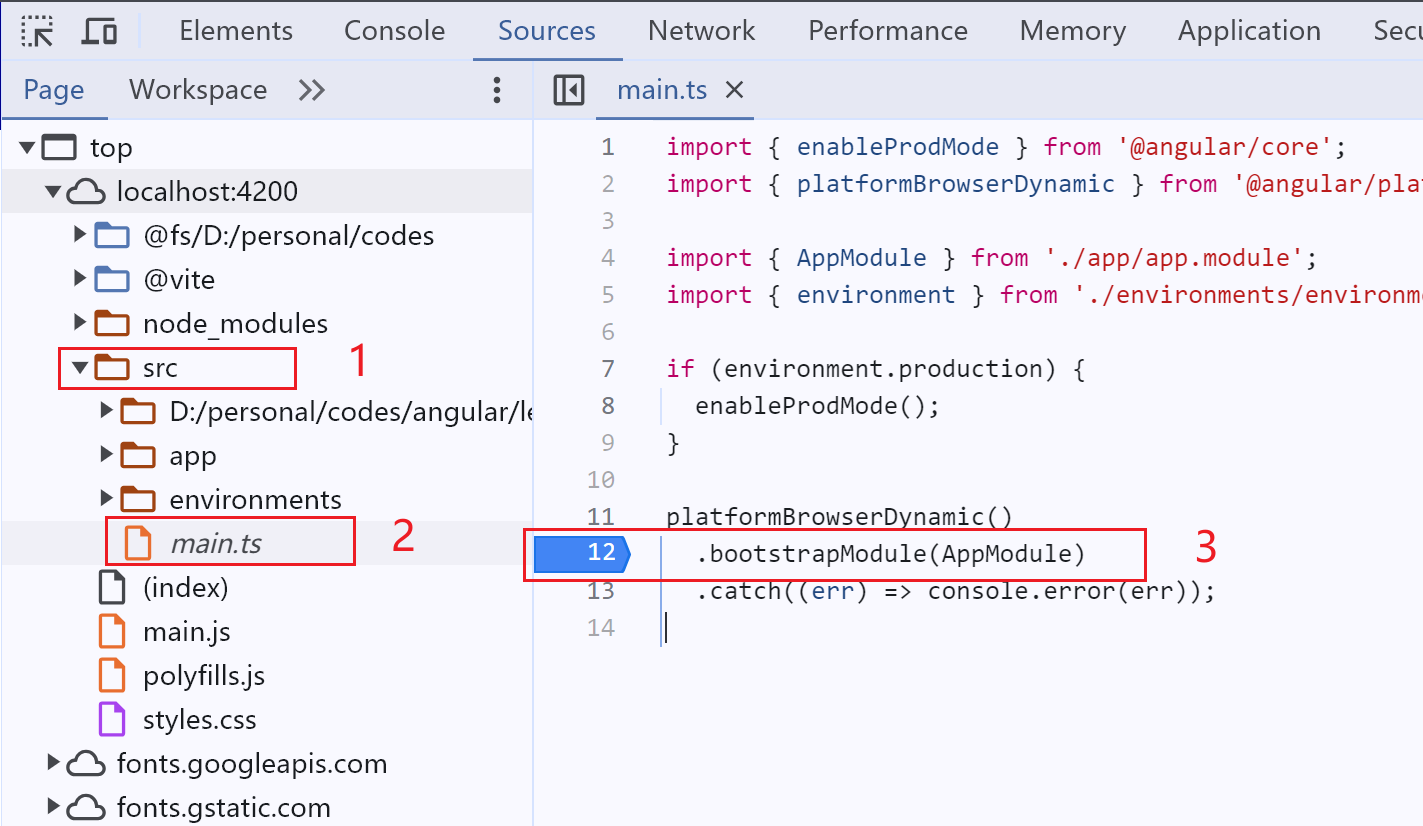 Elements Console Sources Network Performance Memory Application Secu
Page Workspace
main.ts
top
localhost:4200
@fs/D:/personal/codes
@vite
node_modules
src
1
D:/personal/codes/angular/le
app
environments
main.ts
2
(index)
main.js
polyfills.js
styles.css
fonts.googleapis.com
fonts.gstatic.com
1 import { enableProdMode } from '@angular/core';
2 import { platformBrowserDynamic } from '@angular/plat
3
4 import { AppModule } from './app/app.module';
5 import { environment } from './environments/environme
6
7 if (environment.production) {
8 enableProdMode();
9 }
10
11 platformBrowserDynamic()
12 .bootstrapModule(AppModule)
3
13 .catch((err) => console.error(err));
14